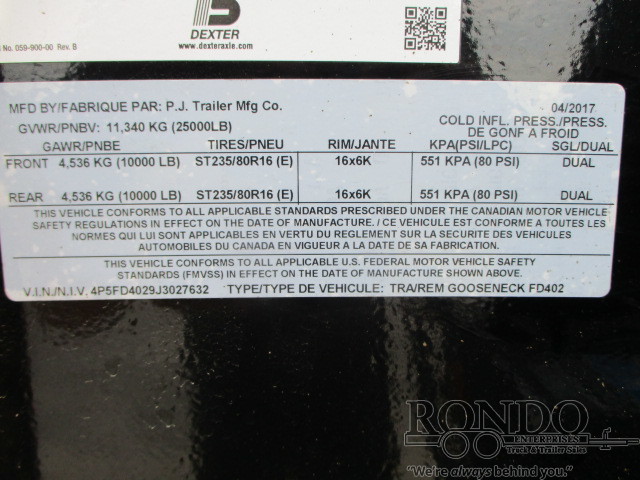 DEXTER
www.dexteraxle.com
No. 059-900-00 Rev. B
MFD BY/FABRIQUE PAR: P.J. Trailer Mfg Co. 04/2017
GVWR/PNBV: 11,340 KG (25000LB) COLD INFL. PRESS./PRESS.
DE GONF A FROID
GAWR/PNBE TIRES/PNEU RIM/JANTE KPA(PSI/LPC) SGL/DUAL
FRONT 4,536 KG (10000 LB) ST235/80R16 (E) 16x6K 551 KPA (80 PSI) DUAL
REAR 4,536 KG (10000 LB) ST235/80R16 (E) 16x6K 551 KPA (80 PSI) DUAL
THIS VEHICLE CONFORMS TO ALL APPLICABLE STANDARDS PRESCRIBED UNDER THE CANADIAN MOTOR VEHICLE
SAFETY REGULATIONS IN EFFECT ON THE DATE OF MANUFACTURE. / CE VEHICULE EST CONFORME A TOUTES LES
NORMES QUI LUI SONT APPLICABLES EN VERTU DU REGLEMENT SUR LA SECURITE DES VEHICULES
AUTOMOBILES DU CANADA EN VIGUEUR A LA DATE DE SA FABRICATION.
THIS VEHICLE CONFORMS TO ALL APPLICABLE U.S. FEDERAL MOTOR VEHICLE SAFETY
STANDARDS (FMVSS) IN EFFECT ON THE DATE OF MANUFACTURE SHOWN ABOVE.
V.I.N./N.I.V. 4P5FD4029J3027632 TYPE/TYPE DE VEHICULE: TRA/REM GOOSENECK FD402
RONDO
ENTERPRISES
Truck & Trailer Sales
"We're always behind you."